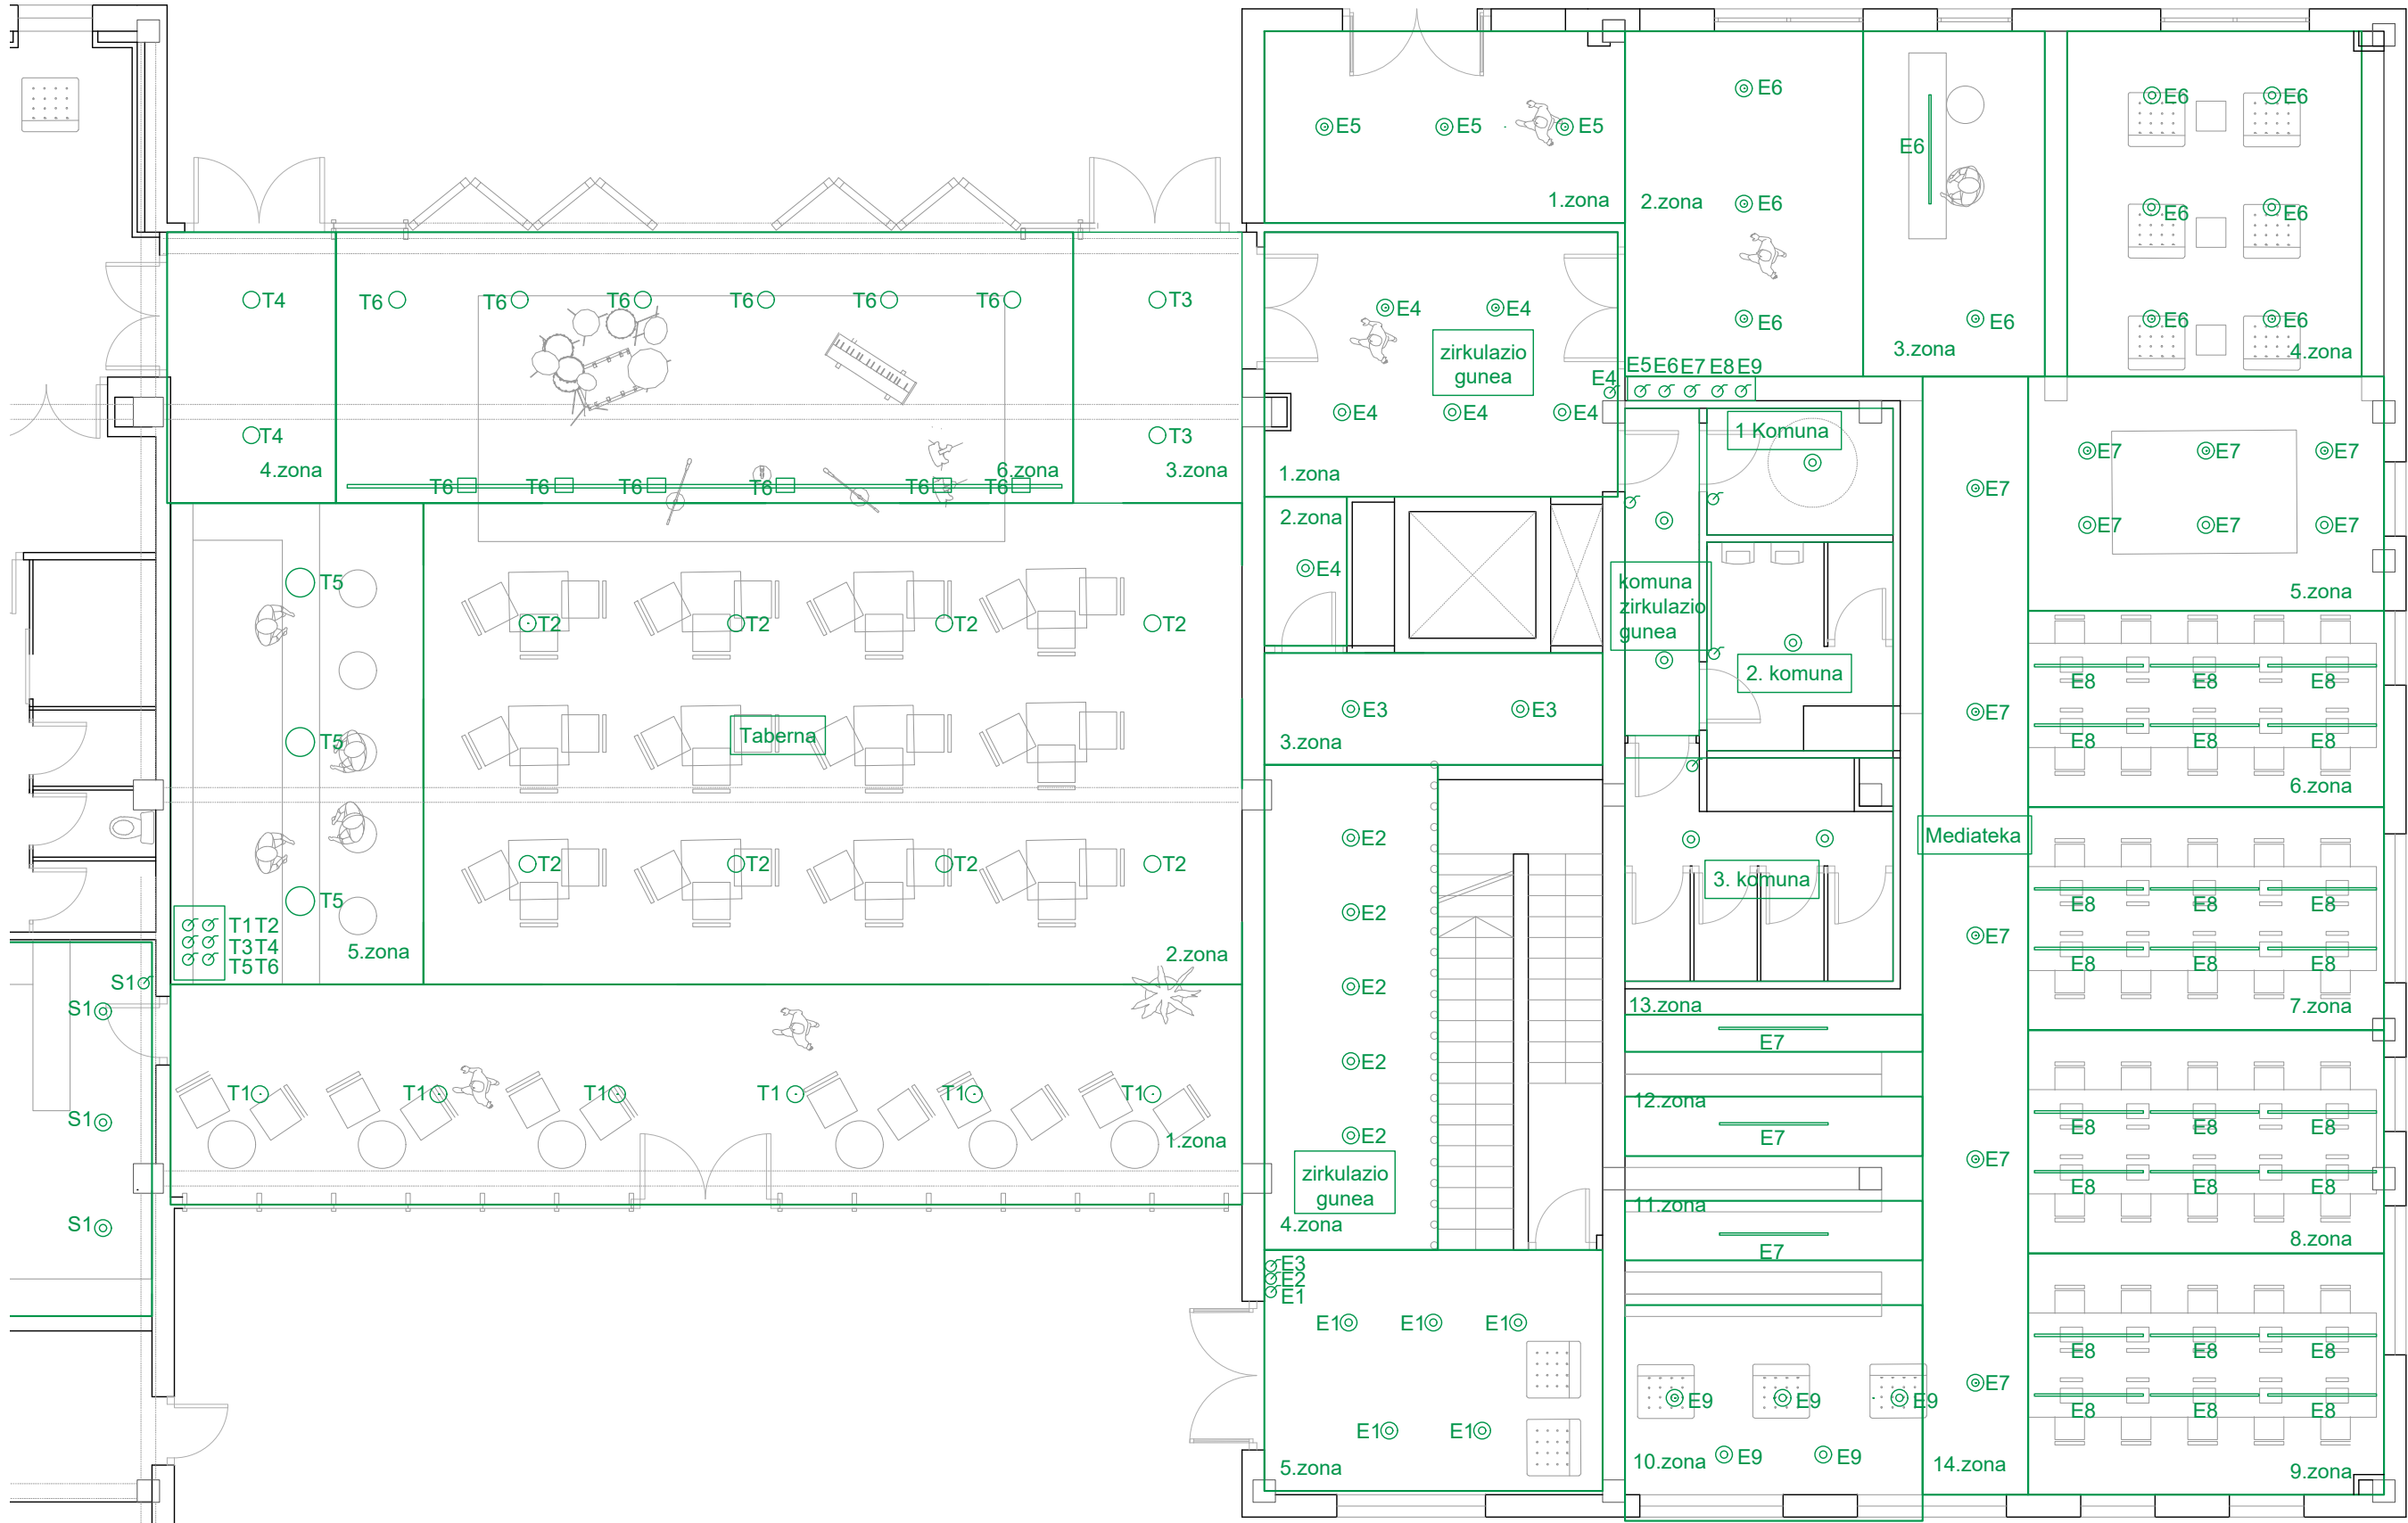 E6
E6 E6
E5 E5 E5
E6
1.zona
2.zona
E6
E6 E6
T4 T6 T6 T6 T6 T6 T6 T3
E4 E4
E6
E6
E6 E6
zirkulazio
gunea
3.zona
4.zona
E4
E5 E6 E7 E8 E9
E4 E4 E4
T4
T3
1 Komuna
E7 E7 E7
4.zona
6.zona
3.zona
1.zona
T6 T6 T6 T6 T6 T6
E7
2.zona
E7 E7 E7
E4
T5
komuna
zirkulazio
gunea
5.zona
T2 T2 T2 T2
2. komuna
E8 E8 E8
E3 E3
E7
Taberna
T5
3.zona
E8 E8 E8
6.zona
Mediateka
E2
T2 T2 T2 T2
3. komuna
T5
E8 E8 E8
E2
T1 T2
T3 T4
T5 T6
5.zona
2.zona
E7
E8 E8 E8
S1
S1
E2
13.zona
7.zona
E7
E2
T1 T1 T1 T1 T1 T1
12.zona
S1
1.zona
E2
E7
E8 E8 E8
E7
zirkulazio
gunea
E8 E8 E8
11.zona
S1
4.zona
8.zona
E7
E3
E2
E1
E1 E1 E1
E8 E8 E8
E7
E9 E9 E9
E8 E8 E8
E1 E1
E9 E9
5.zona
10.zona
14.zona
9.zona